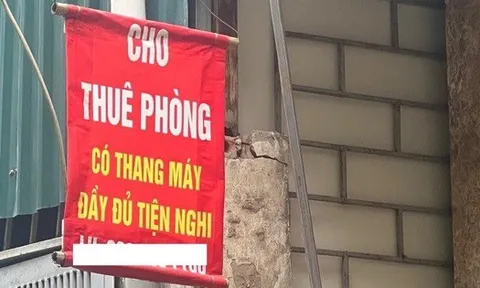 CHO
THUÊ PHÒNG
CÓ THANG MÁY
ĐẦY ĐỦ TIỆN NGHI